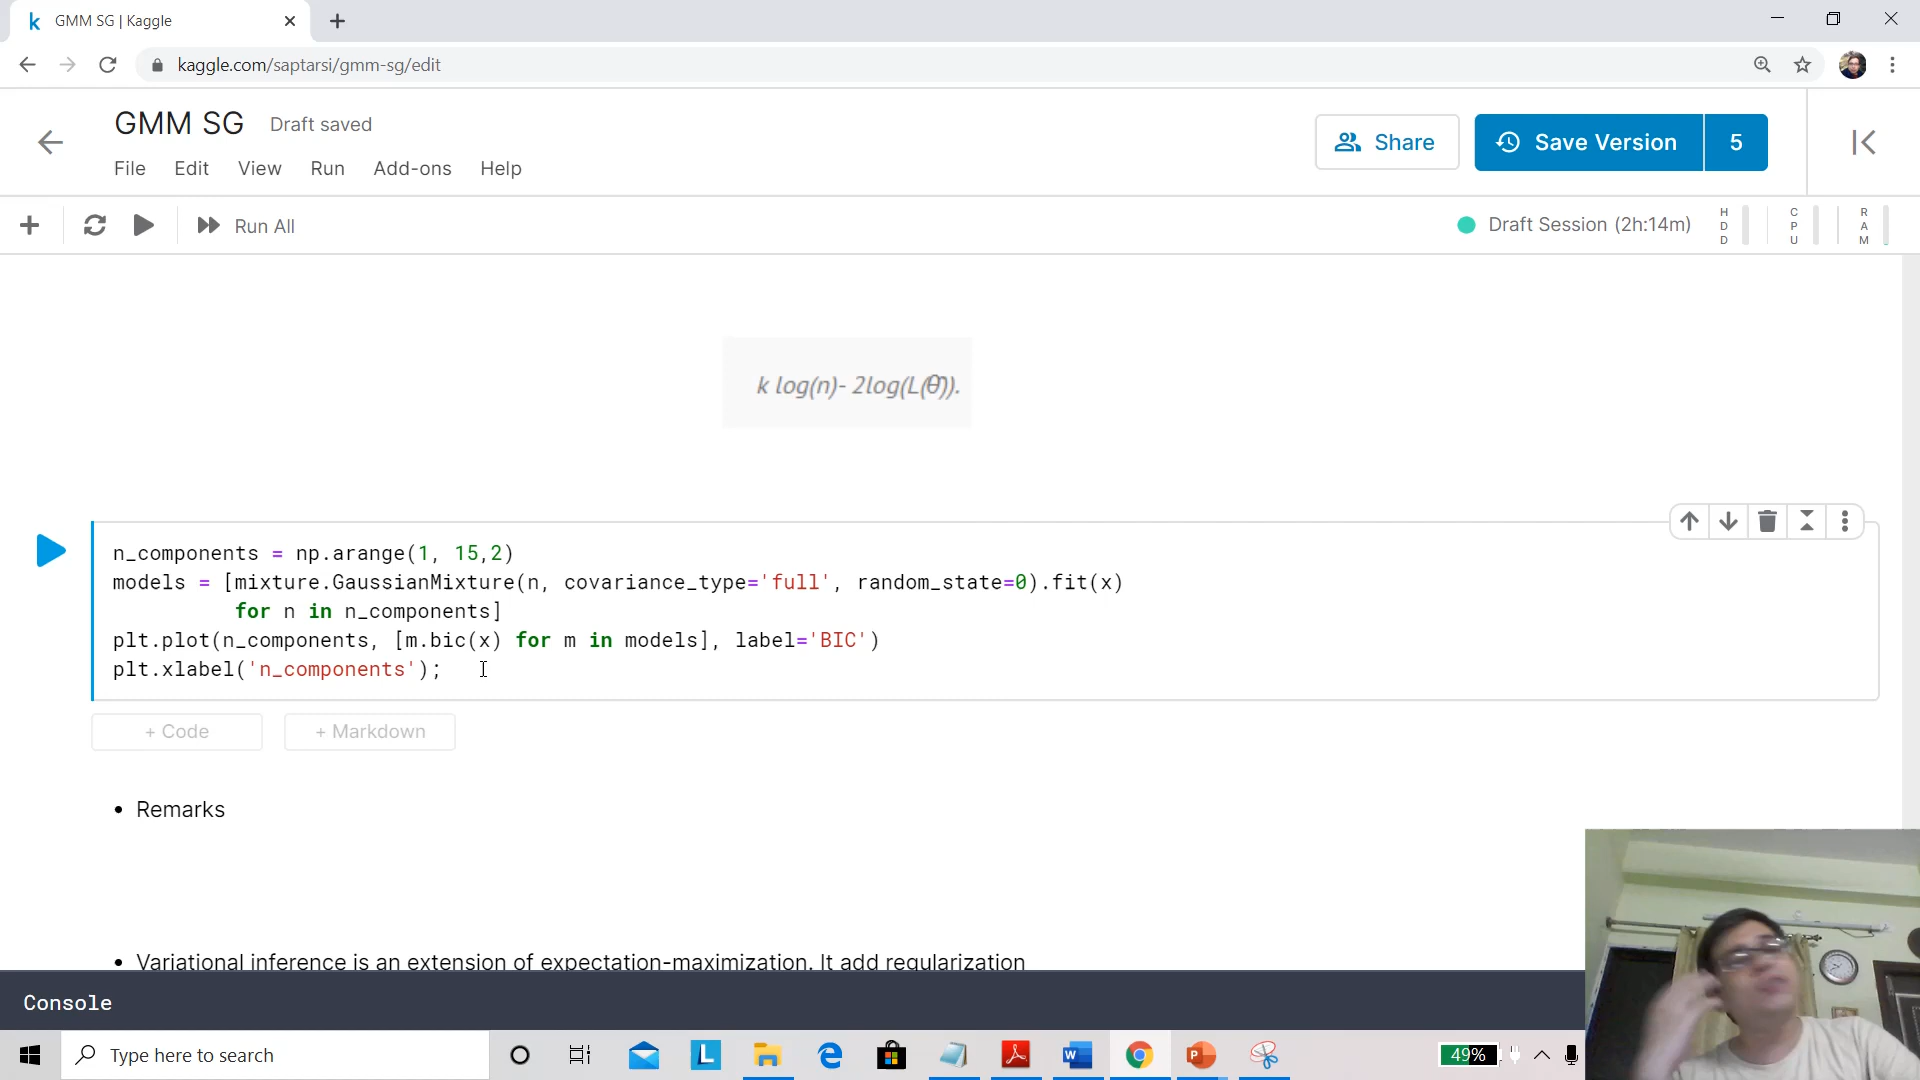 GMM SG | Kaggle
kaggle.com/saptarsi/gmm-sg/edit
GMM SG Draft saved
Share
Save Version 5
File Edit View Run Add-ons Help
Run All
Draft Session (2h:14m)
HDD
CPU
RAM
k log(n)- 2log(L(θ̂)).
n_components = np.arange(1, 15,2)
models = [mixture.GaussianMixture(n, covariance_type='full', random_state=0).fit(x)
for n in n_components]
plt.plot(n_components, [m.bic(x) for m in models], label='BIC')
plt.xlabel('n_components');
+ Code + Markdown
• Remarks
• Variational inference is an extension of expectation-maximization. It add regularization
Console
Type here to search
49%